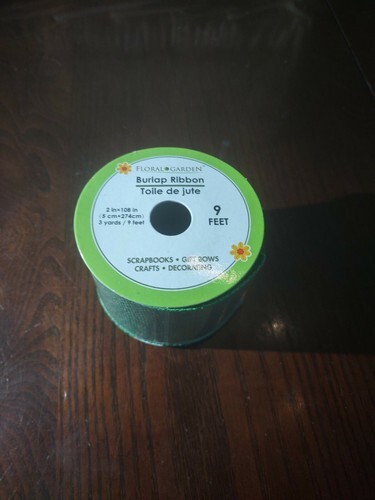 FLORAL GARDEN
Burlap Ribbon
Toile de jute
2 in×108 in
(5 cm×274cm)
3 yards / 9 feet
9
FEET
SCRAPBOOKS • GIFT BOWS
CRAFTS • DECORATING